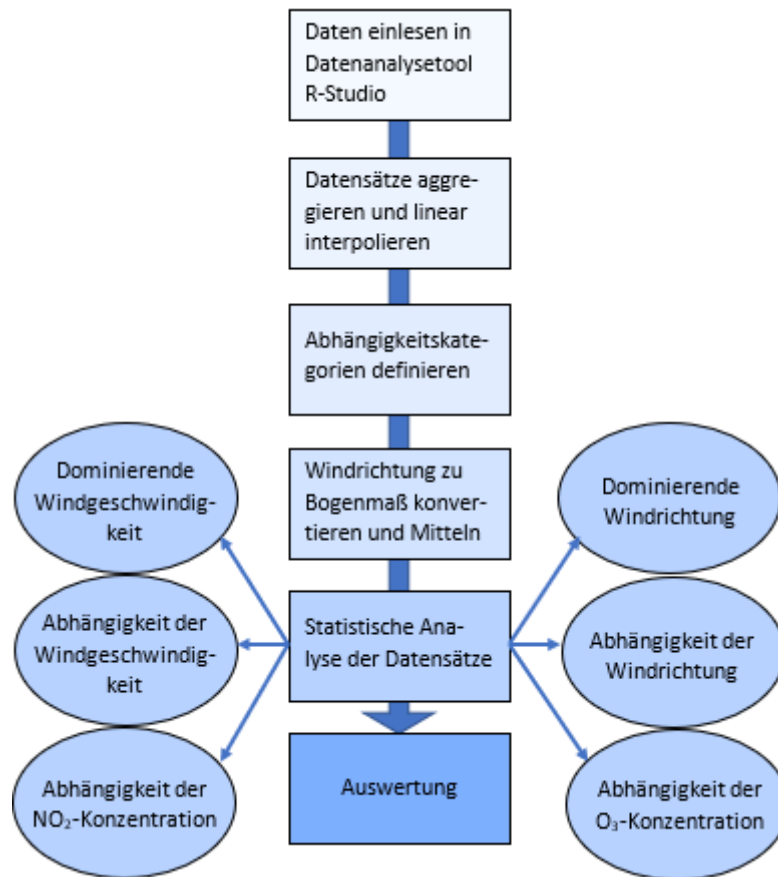 Daten einlesen in
Datenanalysetool
R-Studio
Datensätze aggre-
gieren und linear
interpolieren
Abhängigkeitskate-
gorien definieren
Windrichtung zu
Bogenmaß konver-
tieren und Mitteln
Statistische Ana-
lyse der Datensätze
Auswertung
Dominierende
Windgeschwindig-
keit
Abhängigkeit der
Windgeschwindig-
keit
Abhängigkeit der
NO₂-Konzentration
Dominierende
Windrichtung
Abhängigkeit der
Windrichtung
Abhängigkeit der
O₃-Konzentration